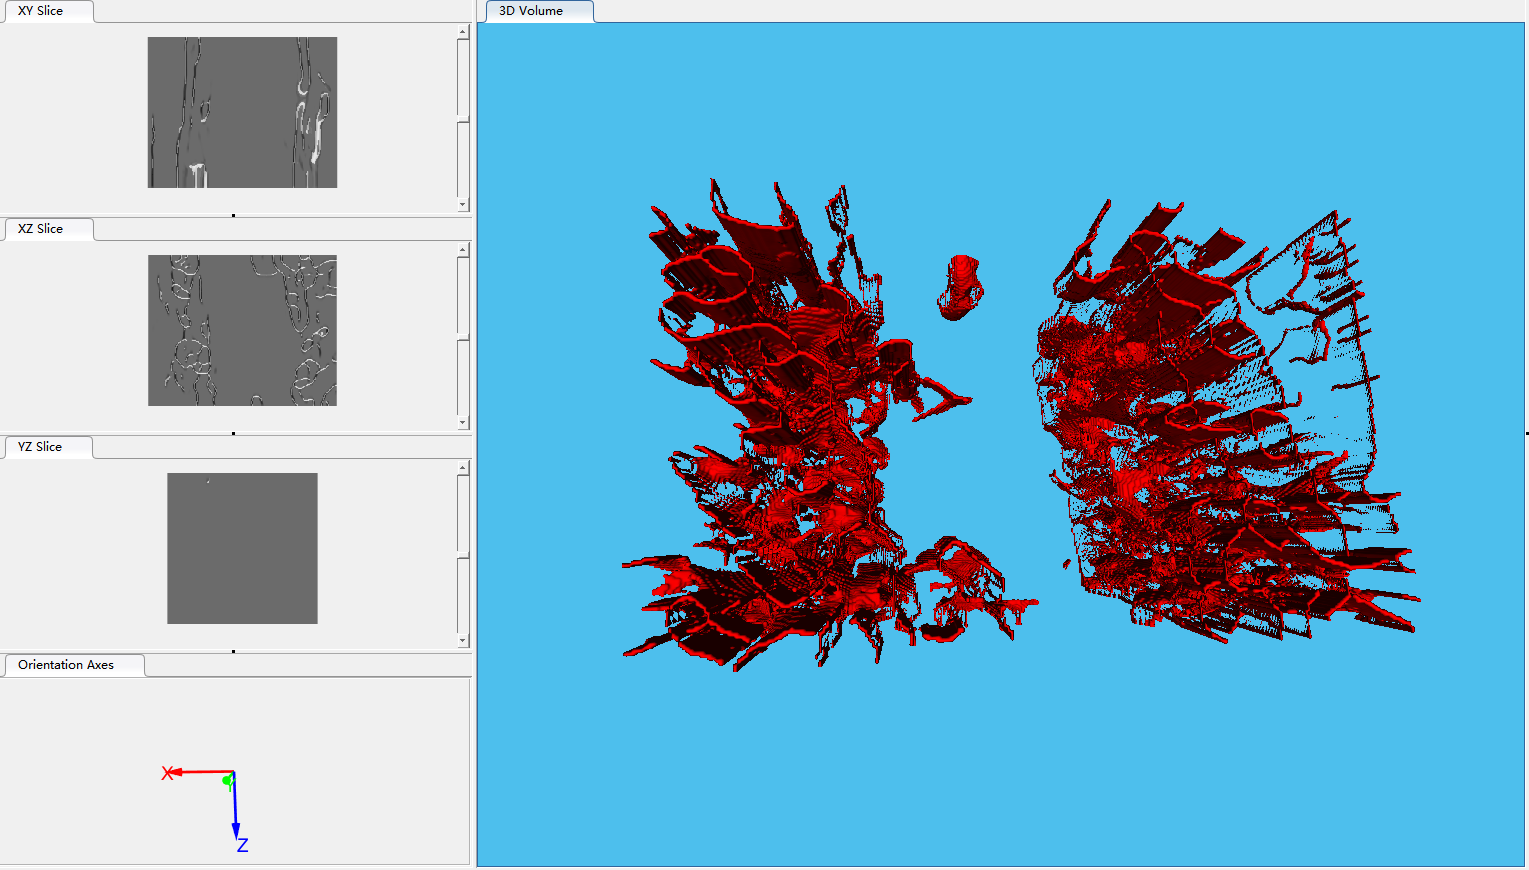 XY Slice
3D Volume
XZ Slice
YZ Slice
Orientation Axes
X
Y
Z